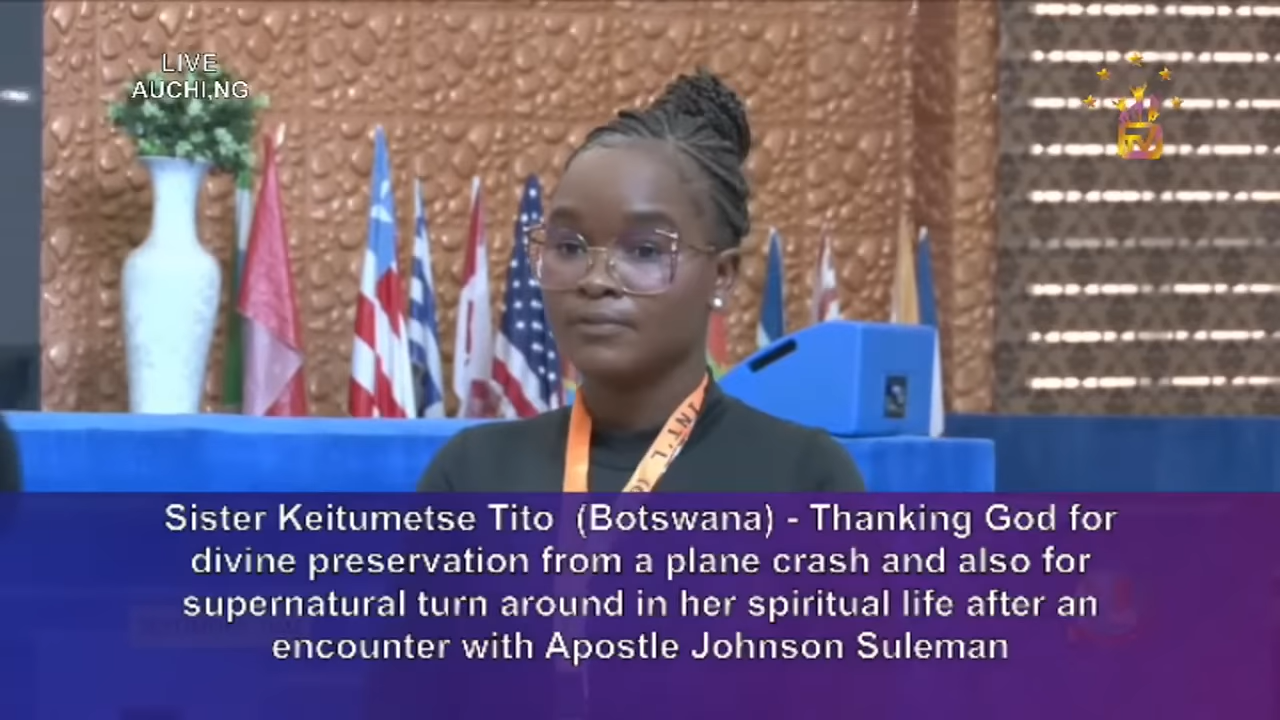 LIVE
AUCHI,NG
INT'L
Sister Keitumetse Tito (Botswana) - Thanking God for
divine preservation from a plane crash and also for
supernatural turn around in her spiritual life after an
encounter with Apostle Johnson Suleman